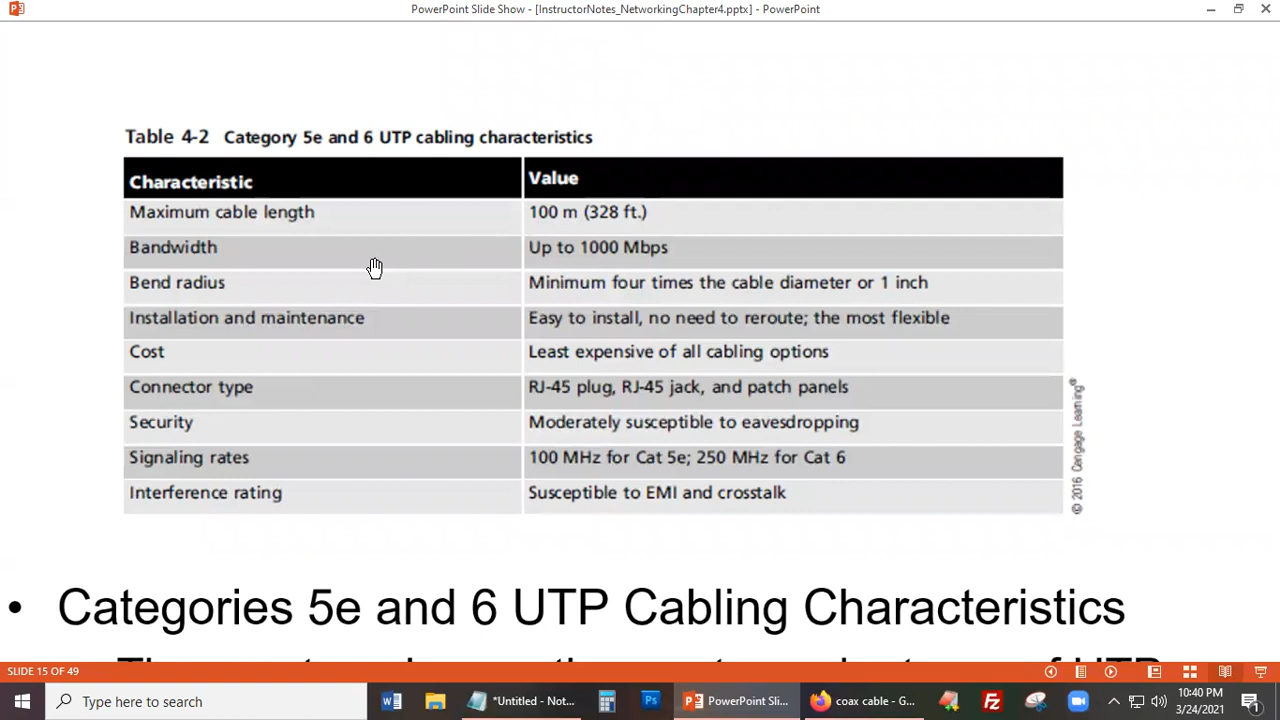 PowerPoint Slide Show - [InstructorNotes_NetworkingChapter4.pptx] - PowerPoint
Table 4-2 Category 5e and 6 UTP cabling characteristics
Characteristic Value
Maximum cable length 100 m (328 ft.)
Bandwidth Up to 1000 Mbps
Bend radius Minimum four times the cable diameter or 1 inch
Installation and maintenance Easy to install, no need to reroute; the most flexible
Cost Least expensive of all cabling options
Connector type RJ-45 plug, RJ-45 jack, and patch panels
Security Moderately susceptible to eavesdropping
Signaling rates 100 MHz for Cat 5e; 250 MHz for Cat 6
Interference rating Susceptible to EMI and crosstalk
© 2016 Cengage Learning®
• Categories 5e and 6 UTP Cabling Characteristics
SLIDE 15 OF 49
Type here to search
*Untitled - Not...
PowerPoint Sli...
coax cable - G...
10:40 PM
3/24/2021